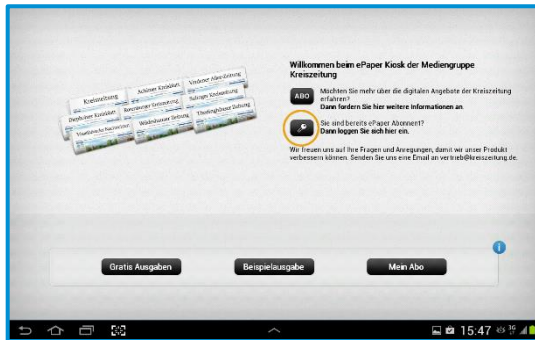 Willkommen beim ePaper Kiosk der Mediengruppe
Kreiszeitung
ABO
Möchten Sie mehr über die digitalen Angebote der Kreiszeitung
erfahren?
Dann fordern Sie hier weitere Informationen an.
Sie sind bereits ePaper Abonnent?
Dann loggen Sie sich hier ein.
Wir freuen uns auf Ihre Fragen und Anregungen, damit wir unser Produkt
verbessern können. Senden Sie uns eine Email an vertrieb@kreiszeitung.de.
Kreiszeitung
Achimer Kreisblatt
Verdener Aller-Zeitung
Diepholzer Kreisblatt
Rotenburger Kreiszeitung
Sulinger Kreiszeitung
Wildeshauser Zeitung
Thedinghäuser Zeitung
i
Gratis Ausgaben
Beispielausgabe
Mein Abo
15:47